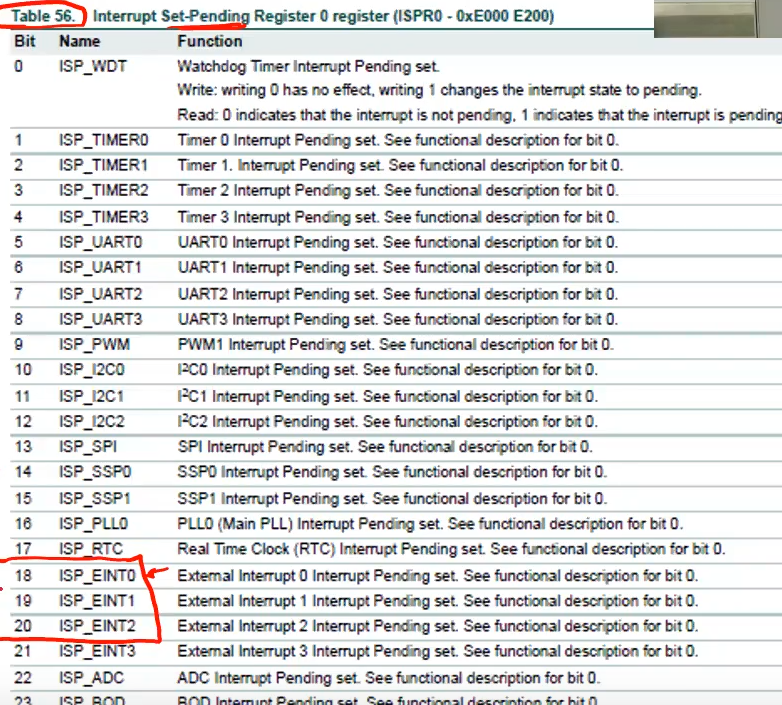 Table 56. Interrupt Set-Pending Register 0 register (ISPR0 - 0xE000 E200)
Bit Name Function
0 ISP_WDT Watchdog Timer Interrupt Pending set.
Write: writing 0 has no effect, writing 1 changes the interrupt state to pending.
Read: 0 indicates that the interrupt is not pending, 1 indicates that the interrupt is pending
1 ISP_TIMER0 Timer 0 Interrupt Pending set. See functional description for bit 0.
2 ISP_TIMER1 Timer 1. Interrupt Pending set. See functional description for bit 0.
3 ISP_TIMER2 Timer 2 Interrupt Pending set. See functional description for bit 0.
4 ISP_TIMER3 Timer 3 Interrupt Pending set. See functional description for bit 0.
5 ISP_UART0 UART0 Interrupt Pending set. See functional description for bit 0.
6 ISP_UART1 UART1 Interrupt Pending set. See functional description for bit 0.
7 ISP_UART2 UART2 Interrupt Pending set. See functional description for bit 0.
8 ISP_UART3 UART3 Interrupt Pending set. See functional description for bit 0.
9 ISP_PWM PWM1 Interrupt Pending set. See functional description for bit 0.
10 ISP_I2C0 I²C0 Interrupt Pending set. See functional description for bit 0.
11 ISP_I2C1 I²C1 Interrupt Pending set. See functional description for bit 0.
12 ISP_I2C2 I²C2 Interrupt Pending set. See functional description for bit 0.
13 ISP_SPI SPI Interrupt Pending set. See functional description for bit 0.
14 ISP_SSP0 SSP0 Interrupt Pending set. See functional description for bit 0.
15 ISP_SSP1 SSP1 Interrupt Pending set. See functional description for bit 0.
16 ISP_PLL0 PLL0 (Main PLL) Interrupt Pending set. See functional description for bit 0.
17 ISP_RTC Real Time Clock (RTC) Interrupt Pending set. See functional description for bit 0.
18 ISP_EINT0 External Interrupt 0 Interrupt Pending set. See functional description for bit 0.
19 ISP_EINT1 External Interrupt 1 Interrupt Pending set. See functional description for bit 0.
20 ISP_EINT2 External Interrupt 2 Interrupt Pending set. See functional description for bit 0.
21 ISP_EINT3 External Interrupt 3 Interrupt Pending set. See functional description for bit 0.
22 ISP_ADC ADC Interrupt Pending set. See functional description for bit 0.
23 ISP_BOD BOD Interrupt Pending set. See functional description for bit 0.